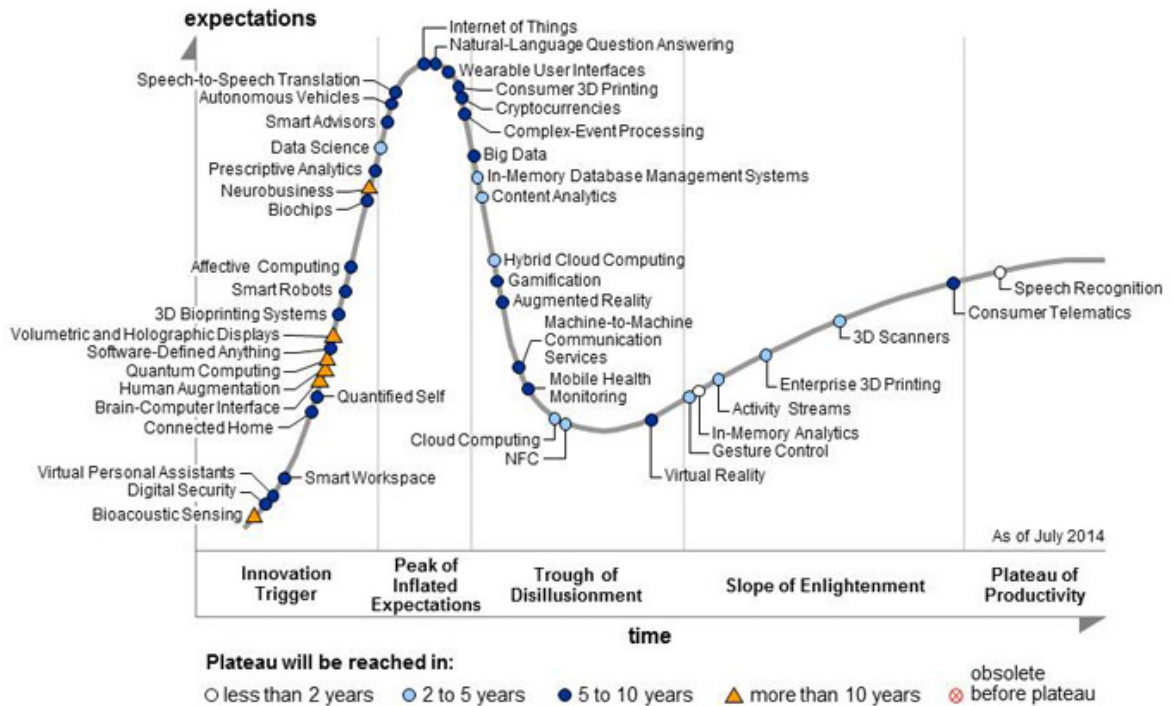 expectations
Internet of Things
Natural-Language Question Answering
Wearable User Interfaces
Consumer 3D Printing
Cryptocurrencies
Complex-Event Processing
Speech-to-Speech Translation
Autonomous Vehicles
Smart Advisors
Data Science
Prescriptive Analytics
Neurobusiness
Biochips
Big Data
In-Memory Database Management Systems
Content Analytics
Affective Computing
Smart Robots
3D Bioprinting Systems
Volumetric and Holographic Displays
Software-Defined Anything
Quantum Computing
Human Augmentation
Brain-Computer Interface
Connected Home
Quantified Self
Virtual Personal Assistants
Digital Security
Bioacoustic Sensing
Smart Workspace
Hybrid Cloud Computing
Gamification
Augmented Reality
Machine-to-Machine
Communication
Services
Mobile Health
Monitoring
Cloud Computing
NFC
Virtual Reality
Gesture Control
In-Memory Analytics
Activity Streams
Enterprise 3D Printing
3D Scanners
Consumer Telematics
Speech Recognition
As of July 2014
Innovation
Trigger
Peak of
Inflated
Expectations
Trough of
Disillusionment
Slope of Enlightenment
Plateau of
Productivity
time
Plateau will be reached in:
less than 2 years
2 to 5 years
5 to 10 years
more than 10 years
obsolete
before plateau